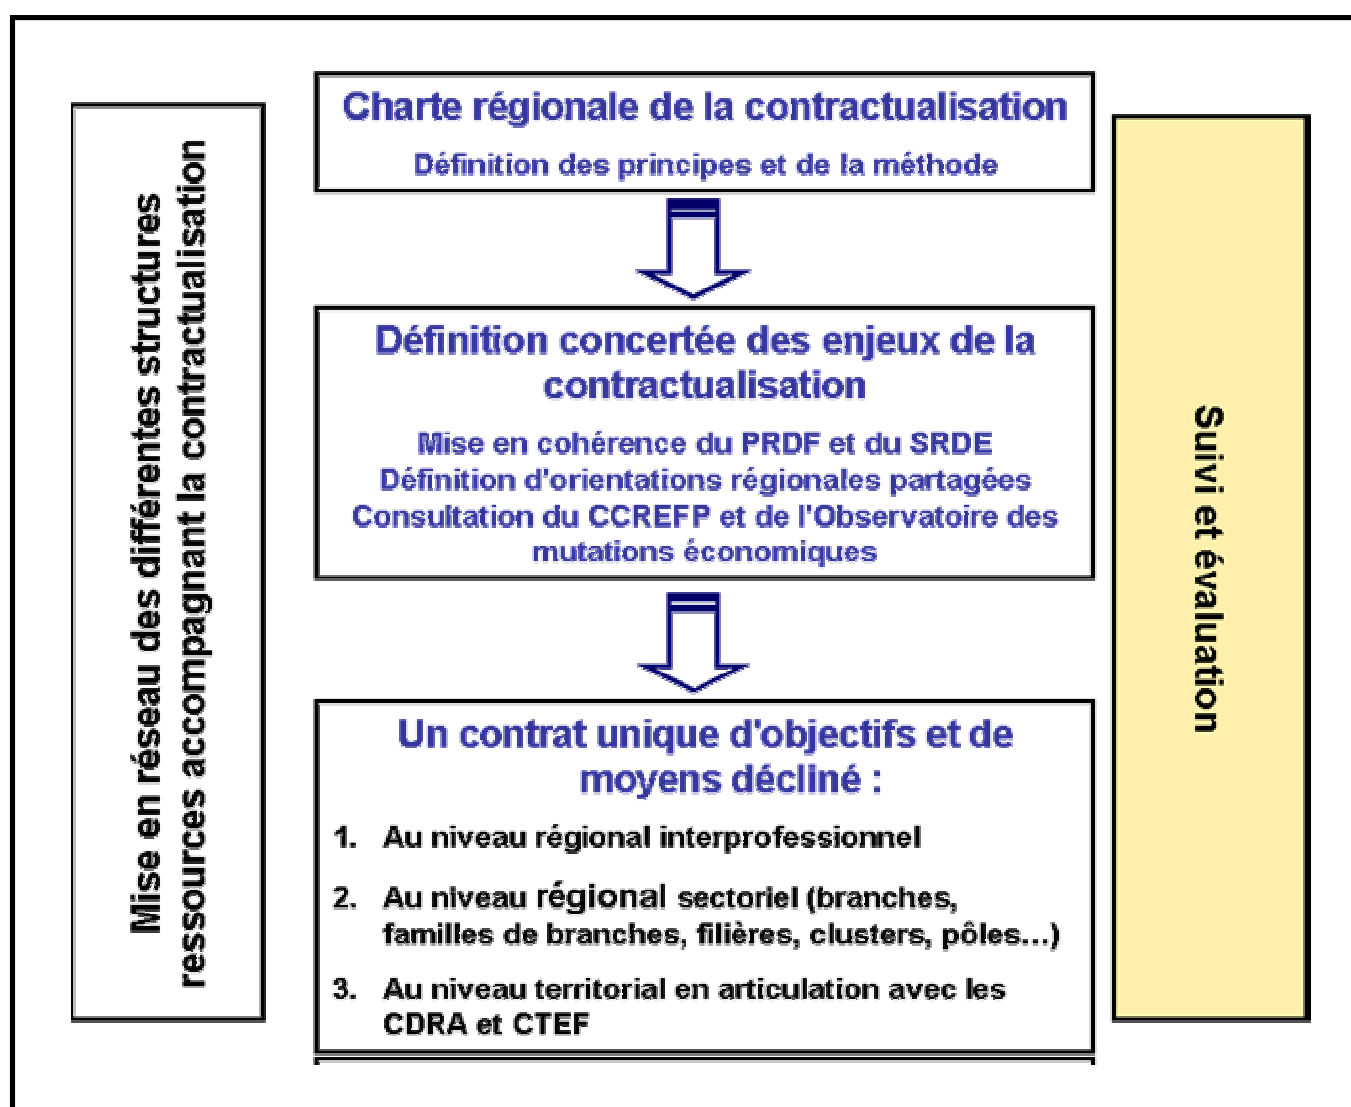 Mise en réseau des différentes structures
ressources accompagnant la contractualisation
Charte régionale de la contractualisation
Définition des principes et de la méthode
Définition concertée des enjeux de la
contractualisation
Mise en cohérence du PRDF et du SRDE
Définition d'orientations régionales partagées
Consultation du CCREFP et de l'Observatoire des
mutations économiques
Un contrat unique d'objectifs et de
moyens décliné :
1. Au niveau régional interprofessionnel
2. Au niveau régional sectoriel (branches,
familles de branches, filières, clusters, pôles...)
3. Au niveau territorial en articulation avec les
CDRA et CTEF
Suivi et évaluation